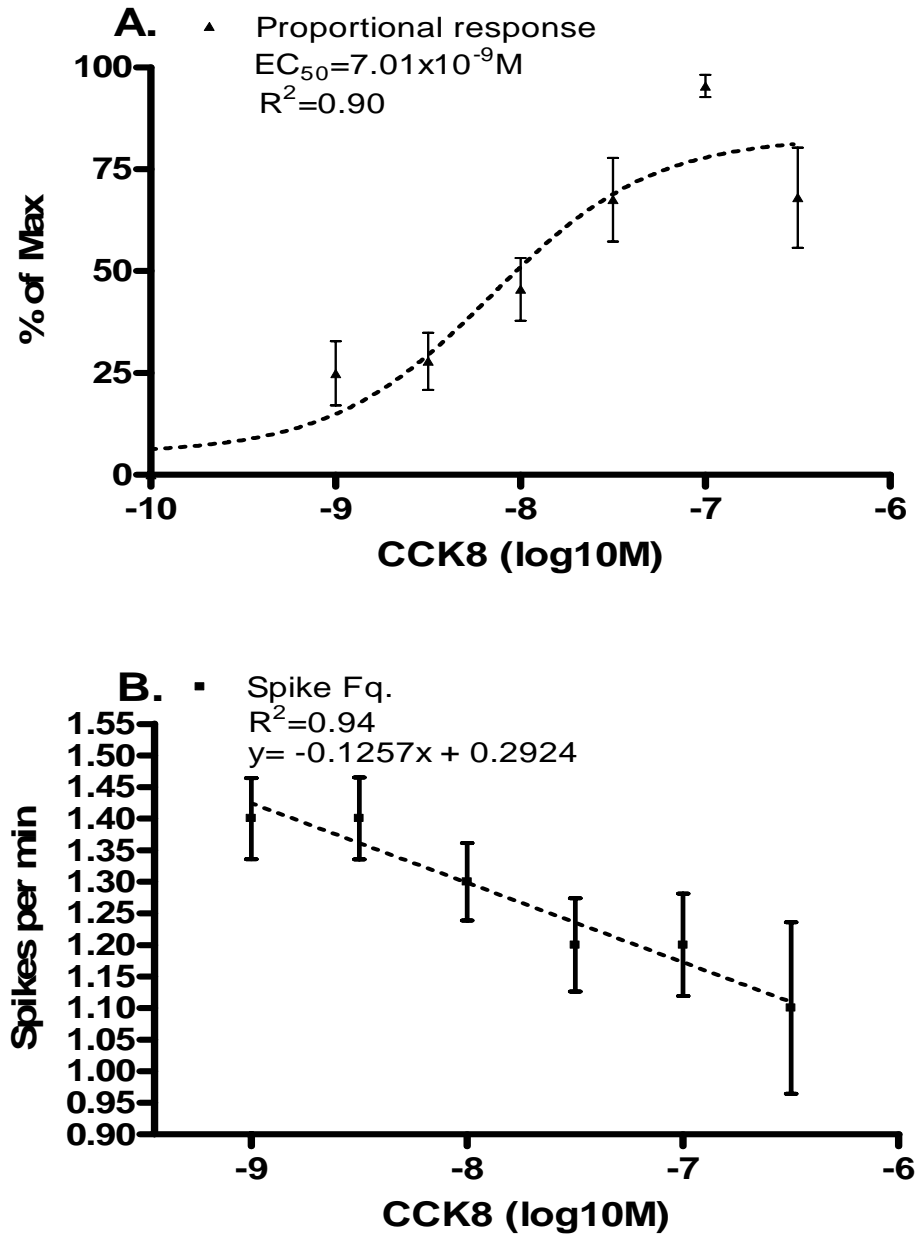 A. ▲ Proportional response
EC₅₀=7.01x10⁻⁹M
R²=0.90
100
75
50
25
0
% of Max
-10 -9 -8 -7 -6
CCK8 (log10M)
B. ■ Spike Fq.
R²=0.94
y= -0.1257x + 0.2924
1.55
1.50
1.45
1.40
1.35
1.30
1.25
1.20
1.15
1.10
1.05
1.00
0.95
0.90
Spikes per min
-9 -8 -7 -6
CCK8 (log10M)